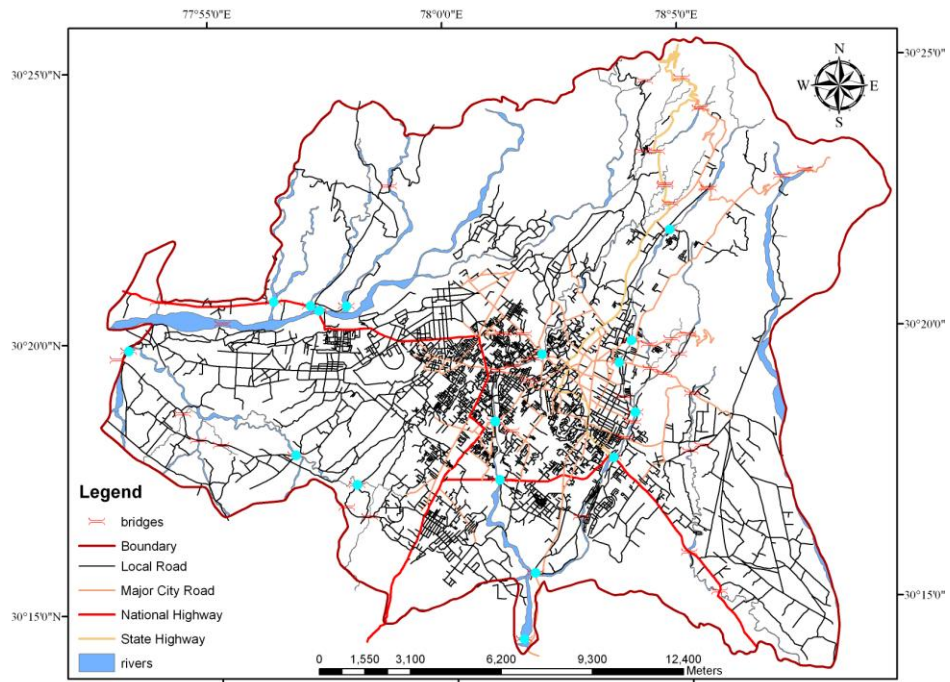 77°55'0"E 78°0'0"E 78°5'0"E
30°25'0"N 30°25'0"N
N
W E
S
30°20'0"N 30°20'0"N
Legend
bridges
Boundary
Local Road
Major City Road
National Highway
State Highway
rivers
30°15'0"N 30°15'0"N
0 1,550 3,100 6,200 9,300 12,400
Meters